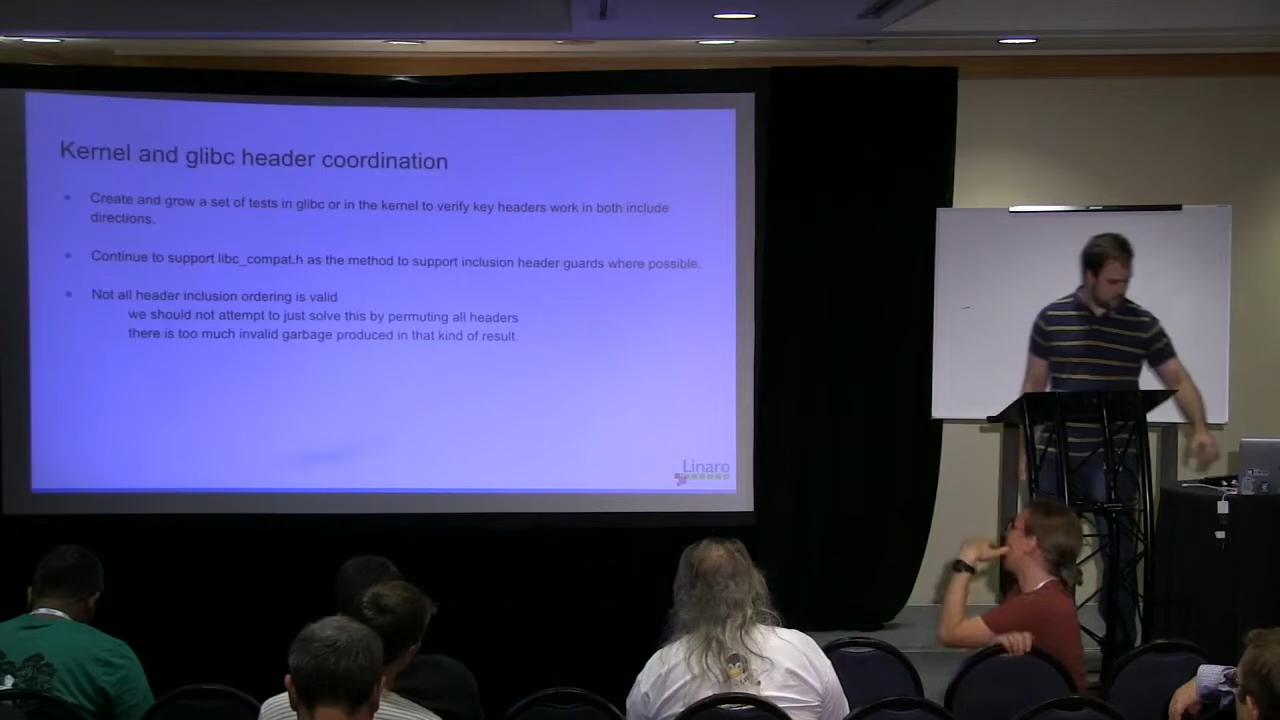 Kernel and glibc header coordination
Create and grow a set of tests in glibc or in the kernel to verify key headers work in both include
directions.
Continue to support libc_compat.h as the method to support inclusion header guards where possible.
Not all header inclusion ordering is valid
we should not attempt to just solve this by permuting all headers
there is too much invalid garbage produced in that kind of result.
Linaro